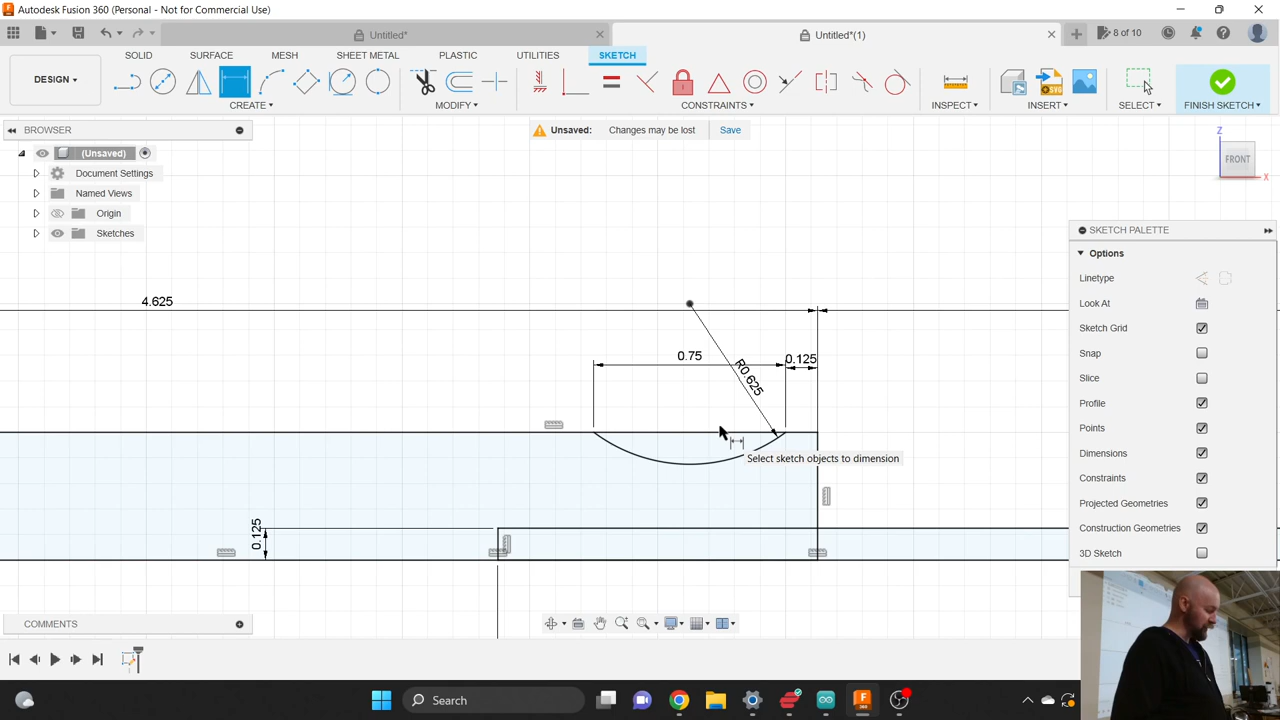 Autodesk Fusion 360 (Personal - Not for Commercial Use)
Untitled*
Untitled*(1)
8 of 10
SOLID SURFACE MESH SHEET METAL PLASTIC UTILITIES SKETCH
DESIGN
CREATE MODIFY CONSTRAINTS INSPECT INSERT SELECT FINISH SKETCH
BROWSER
Unsaved: Changes may be lost Save
(Unsaved)
Document Settings
Named Views
Origin
Sketches
Z
FRONT
X
SKETCH PALETTE
Options
Linetype
Look At
Sketch Grid
Snap
Slice
Profile
Points
Dimensions
Constraints
Projected Geometries
Construction Geometries
3D Sketch
4.625
0.75
0.125
R0.625
Select sketch objects to dimension
0.125
COMMENTS
Search